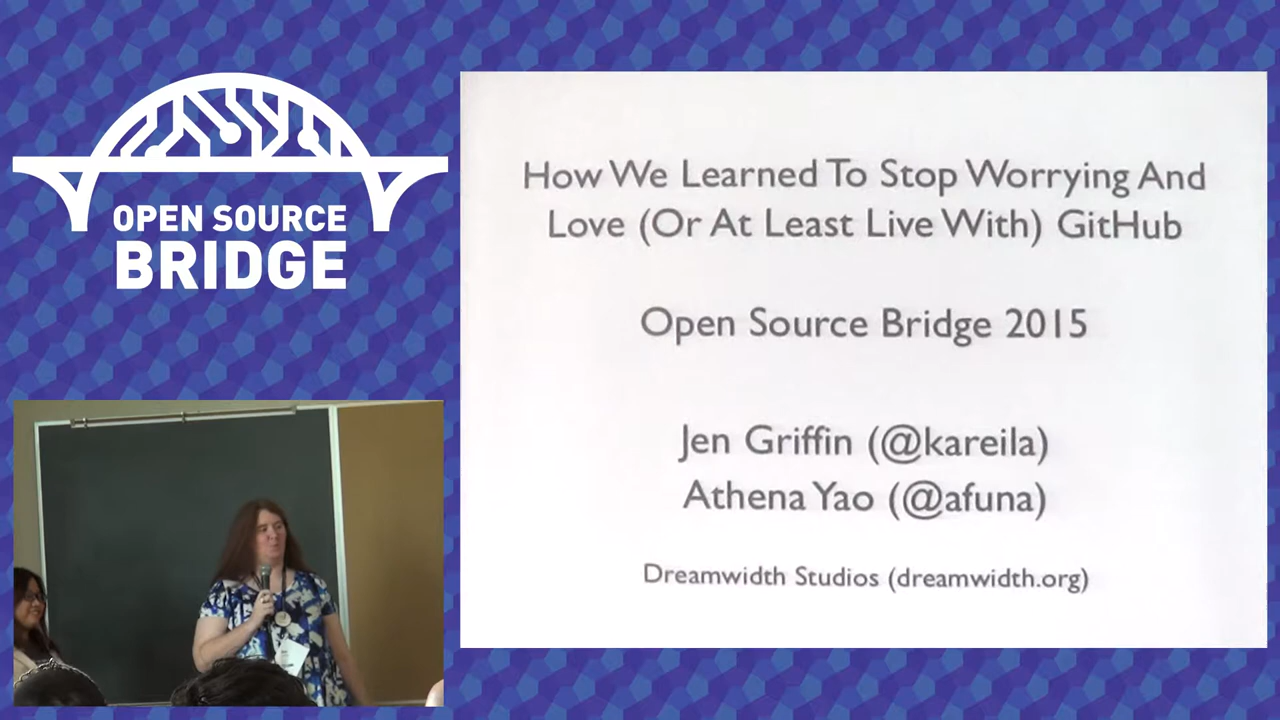 OPEN SOURCE
BRIDGE
How We Learned To Stop Worrying And
Love (Or At Least Live With) GitHub
Open Source Bridge 2015
Jen Griffin (@kareila)
Athena Yao (@afuna)
Dreamwidth Studios (dreamwidth.org)